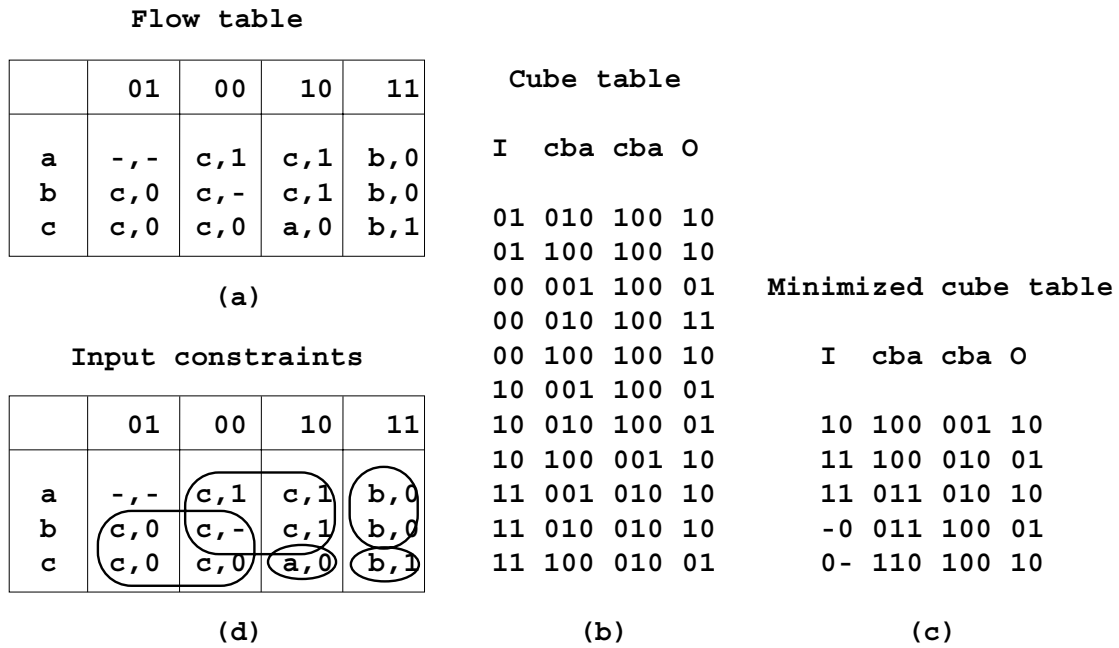 Flow table
01 00 10 11
a -,- c,1 c,1 b,0
b c,0 c,- c,1 b,0
c c,0 c,0 a,0 b,1
(a)
Input constraints
01 00 10 11
a -,- c,1 c,1 b,0
b c,0 c,- c,1 b,0
c c,0 c,0 a,0 b,1
(d)
Cube table
I cba cba O
01 010 100 10
01 100 100 10
00 001 100 01
00 010 100 11
00 100 100 10
10 001 100 01
10 010 100 01
10 100 001 10
11 001 010 10
11 010 010 10
11 100 010 01
(b)
Minimized cube table
I cba cba O
10 100 001 10
11 100 010 01
11 011 010 10
-0 011 100 01
0- 110 100 10
(c)